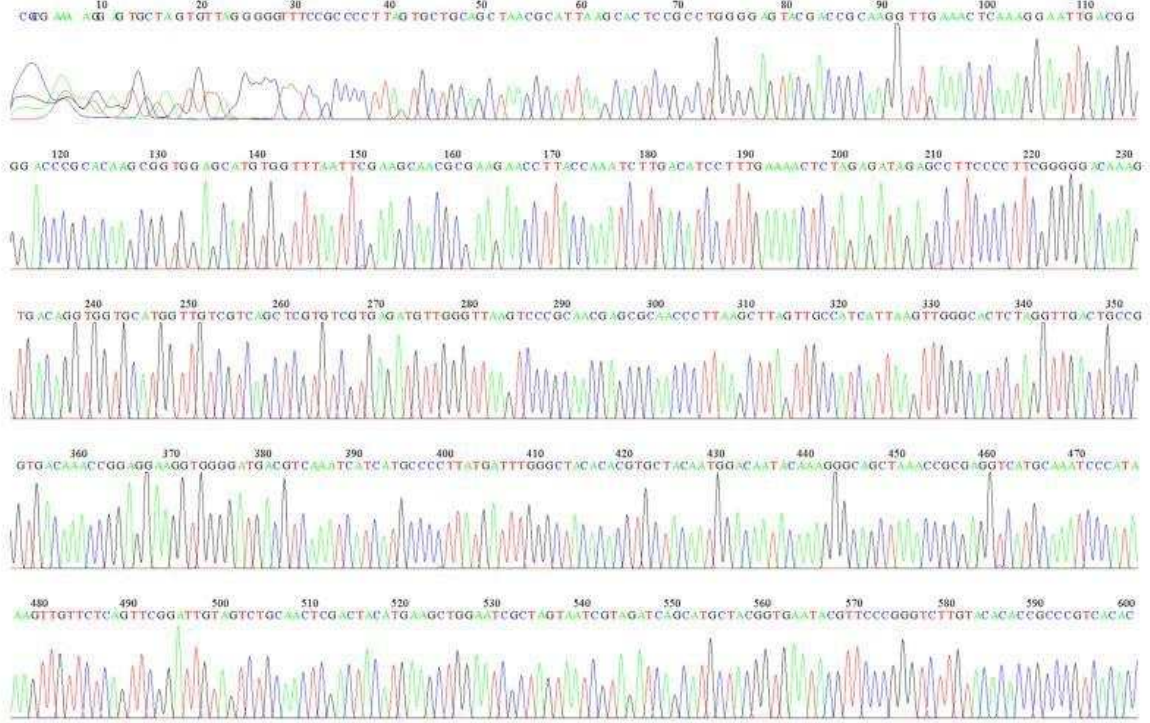 10 20 30 40 50 60 70 80 90 100 110
CGCGAAA AGGAGTGCTAGTGTTAGGGGGTTTCCGCCCCTTAGTGCTGCAGCTAACGCATTAAGCACTCCGCCTGGGGAGTACGACCGCAAGGTTGAAACTCAAAGGAATTGACGG
120 130 140 150 160 170 180 190 200 210 220 230
GGACCCGCACAAGCGGTGGAGCATGTGGTTTAATTCGAAGCAACGCGAAGAACCTTACCAAATCTTGACATCCTTTGAAAACTCTAGAGATAGAGCCTTCCCCTTCGGGGGACAAAG
240 250 260 270 280 290 300 310 320 330 340 350
TGACAGGTGGTGCATGGTTGTCGTCAGCTCGTGTCGTGAGATGTTGGGTTAAGTCCCGCAACGAGCGCAACCCTTAAGCTTAGTTGCCATCATTAAGTTGGGCACTCTAGGTTGACTGCCG
360 370 380 390 400 410 420 430 440 450 460 470
GTGACAAACCGGAGGAAGGTGGGGATGACGTCAAATCATCATGCCCCTTATGATTTGGGCTACACACGTGCTACAATGGACAATACAAAGGGCAGCTAAACCGCGAGGTCATGCAAATCCCATA
480 490 500 510 520 530 540 550 560 570 580 590 600
AAGTTGTTCTCAGTTCGGATTGTAGTCTGCAACTCGACTACATGAAGCTGGAATCGCTAGTAATCGTAGATCAGCATGCTACGGTGAATACGTTCCCGGGTCTTGTACACACCGCCCGTCACAC